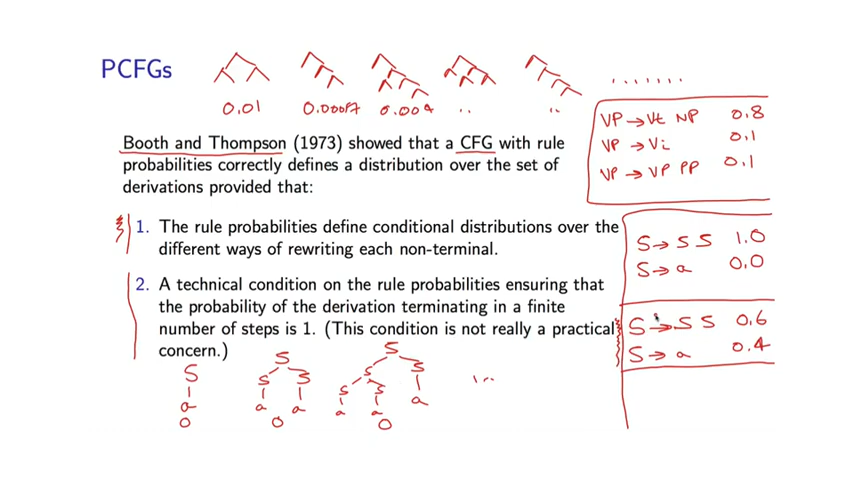 PCFGs
0.01 0.00017 0.004 .. ..
.......
VP → Vt NP 0.8
VP → Vi 0.1
VP → VP PP 0.1
Booth and Thompson (1973) showed that a CFG with rule
probabilities correctly defines a distribution over the set of
derivations provided that:
1. The rule probabilities define conditional distributions over the
different ways of rewriting each non-terminal.
S → S S 1.0
S → a 0.0
2. A technical condition on the rule probabilities ensuring that
the probability of the derivation terminating in a finite
number of steps is 1. (This condition is not really a practical
concern.)
S → S S 0.6
S → a 0.4
S S S
S S S S
S S
a a a a a a
0 0 0